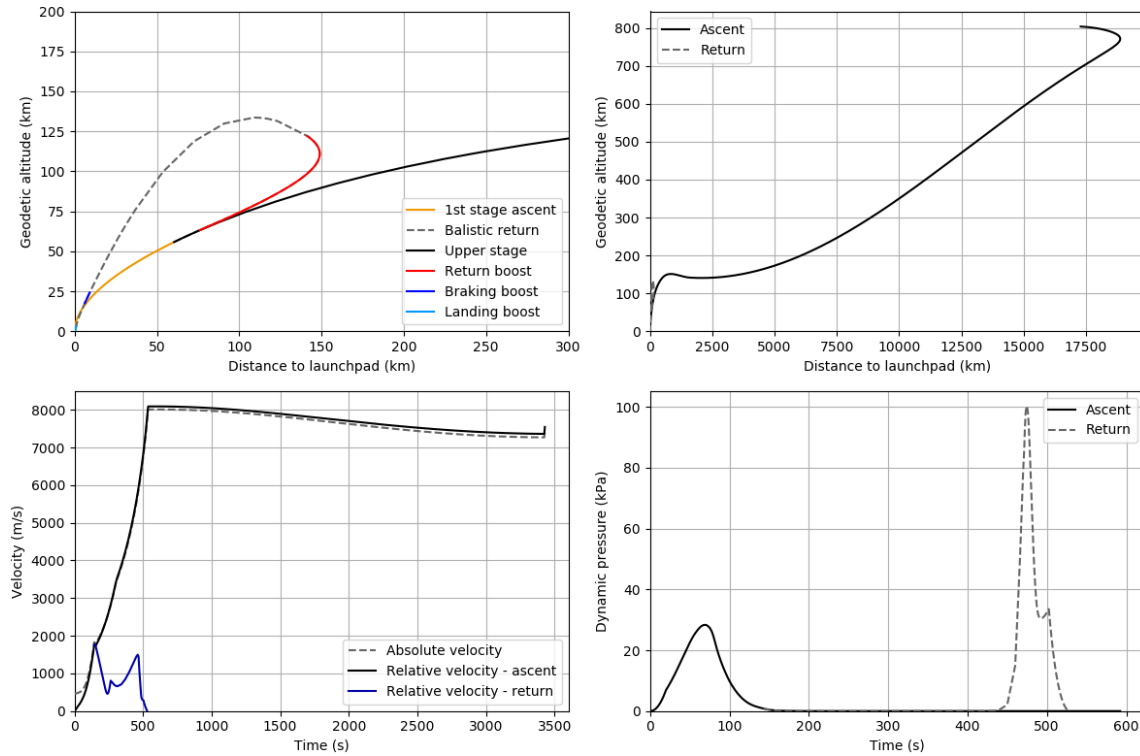 200
175
150
125
100
75
50
25
0
Geodetic altitude (km)
1st stage ascent
Balistic return
Upper stage
Return boost
Braking boost
Landing boost
0 50 100 150 200 250 300
Distance to launchpad (km)
800
700
600
500
400
300
200
100
0
Geodetic altitude (km)
Ascent
Return
0 2500 5000 7500 10000 12500 15000 17500
Distance to launchpad (km)
8000
7000
6000
5000
4000
3000
2000
1000
0
Velocity (m/s)
Absolute velocity
Relative velocity - ascent
Relative velocity - return
0 500 1000 1500 2000 2500 3000 3500
Time (s)
100
80
60
40
20
0
Dynamic pressure (kPa)
Ascent
Return
0 100 200 300 400 500 600
Time (s)